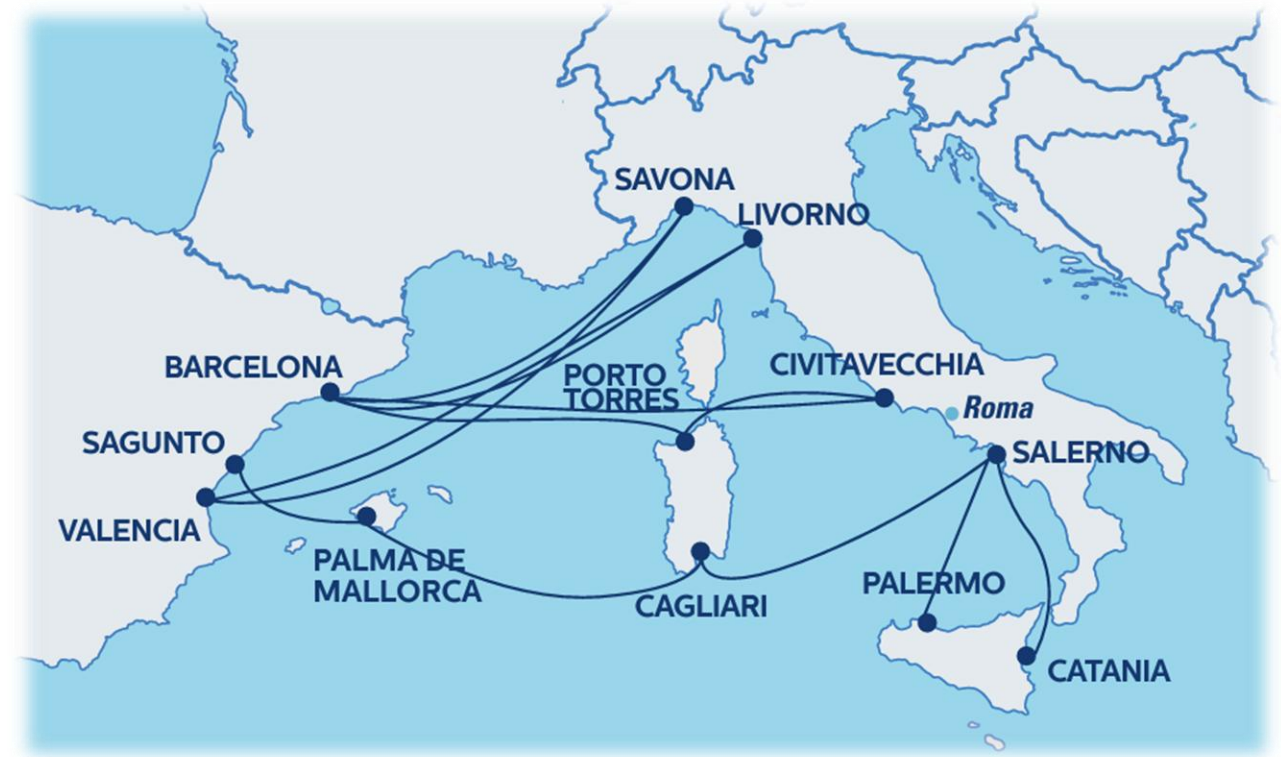 SAVONA
LIVORNO
BARCELONA
PORTO
TORRES
CIVITAVECCHIA
Roma
SAGUNTO
SALERNO
VALENCIA
PALMA DE
MALLORCA
PALERMO
CAGLIARI
CATANIA